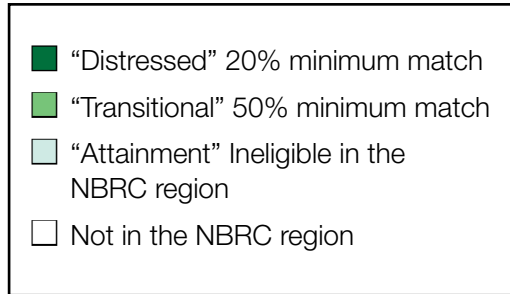 “Distressed” 20% minimum match
“Transitional” 50% minimum match
“Attainment” Ineligible in the
NBRC region
Not in the NBRC region